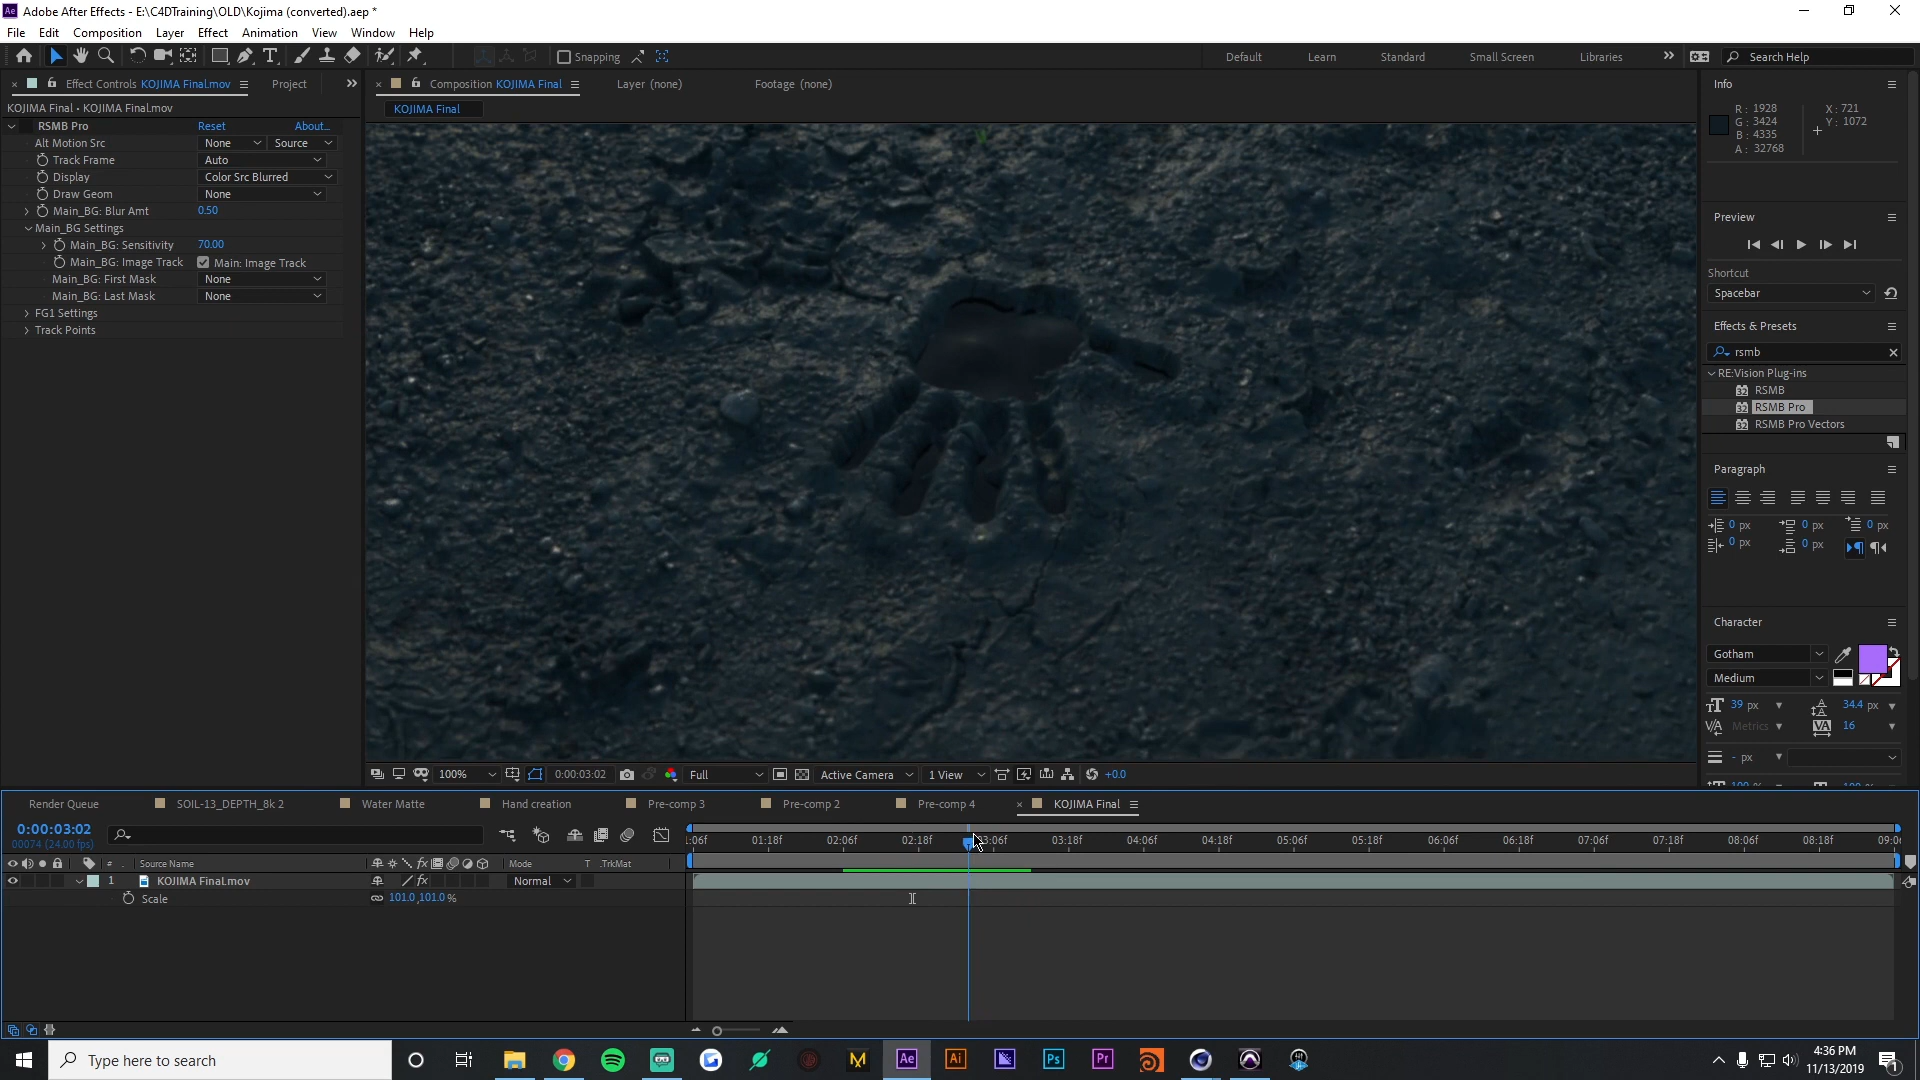 Adobe After Effects - E:\C4DTraining\OLD\Kojima (converted).aep *
File Edit Composition Layer Effect Animation View Window Help
Snapping
Default Learn Standard Small Screen Libraries
Search Help
Effect Controls KOJIMA Final.mov
Project
KOJIMA Final • KOJIMA Final.mov
RSMB Pro Reset About...
Alt Motion Src None Source
Track Frame Auto
Display Color Src Blurred
Draw Geom None
Main_BG: Blur Amt 0.50
Main_BG Settings
Main_BG: Sensitivity 70.00
Main_BG: Image Track Main: Image Track
Main_BG: First Mask None
Main_BG: Last Mask None
FG1 Settings
Track Points
Composition KOJIMA Final
Layer (none)
Footage (none)
KOJIMA Final
100% 0:00:03:02 Full Active Camera 1 View +0.0
Info
R: 1928
G: 3424
B: 4335
A: 32768
X: 721
Y: 1072
Preview
Shortcut
Spacebar
Effects & Presets
rsmb
RE:Vision Plug-ins
32 RSMB
32 RSMB Pro
32 RSMB Pro Vectors
Paragraph
0 px 0 px 0 px
0 px 0 px
Character
Gotham
Medium
39 px 34.4 px
Metrics 16
- px
Render Queue SOIL-13_DEPTH_8k 2 Water Matte Hand creation Pre-comp 3 Pre-comp 2 Pre-comp 4 KOJIMA Final
0:00:03:02
00074 (24.00 fps)
:06f 01:18f 02:06f 02:18f 03:06f 03:18f 04:06f 04:18f 05:06f 05:18f 06:06f 06:18f 07:06f 07:18f 08:06f 08:18f 09:0
# Source Name Mode T .TrkMat
1 KOJIMA Final.mov Normal
Scale 101.0,101.0 %
Type here to search
Ae Ai Ps Pr
4:36 PM
11/13/2019
1